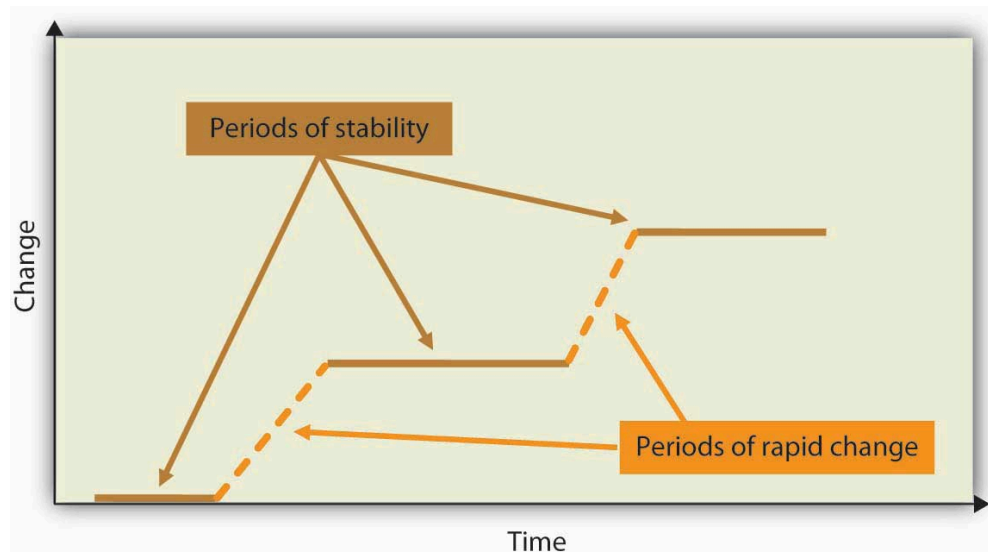 Periods of stability
Change
Periods of rapid change
Time